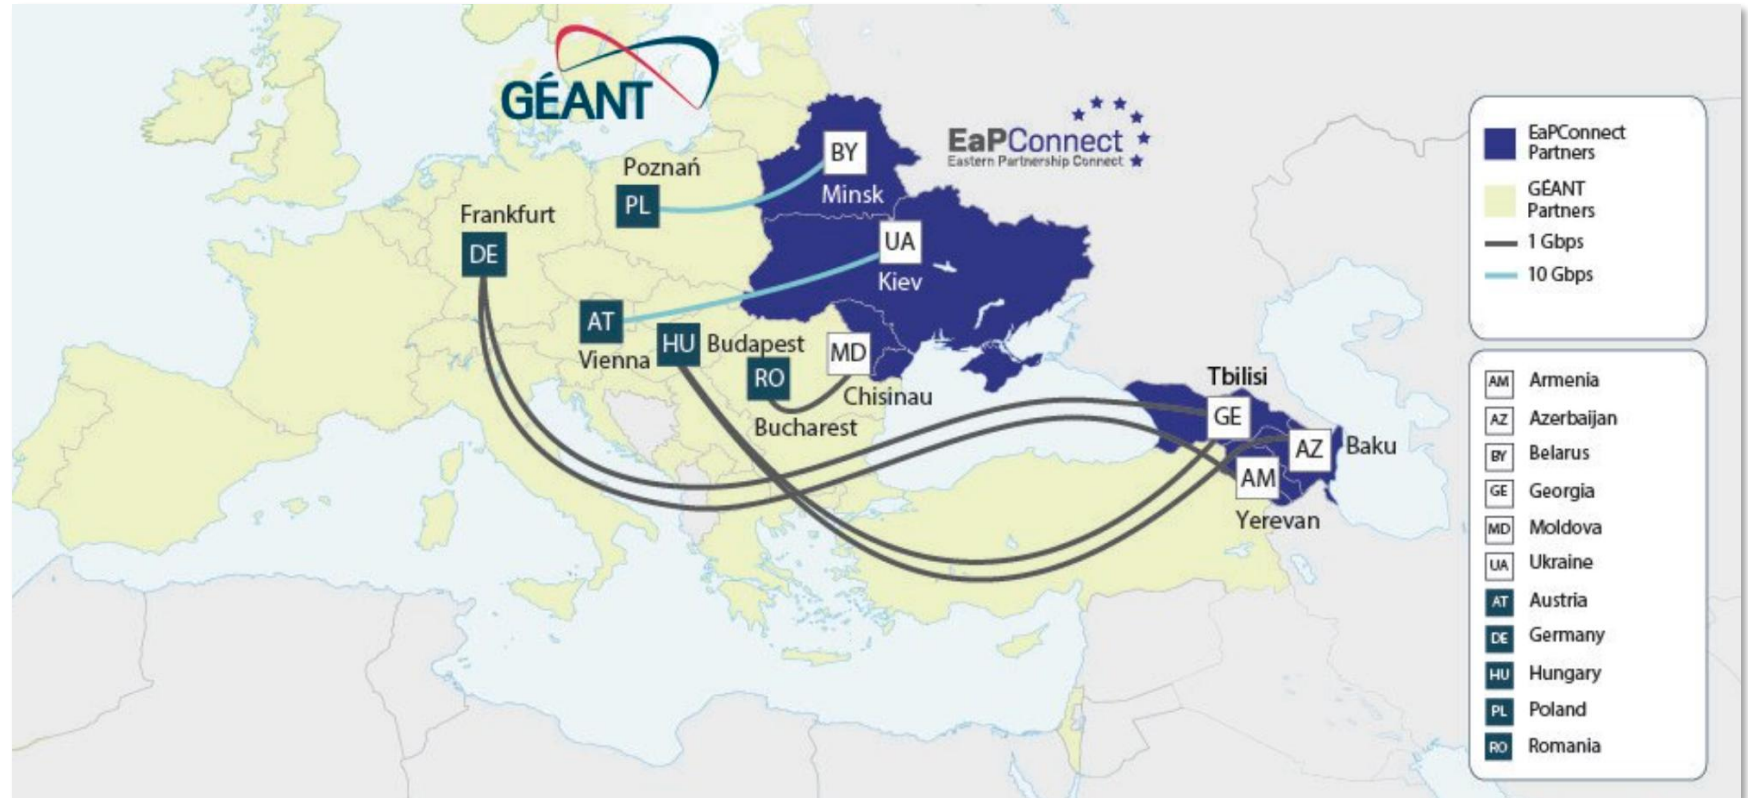 GÉANT
EaPConnect
Eastern Partnership Connect
Poznań
PL
BY
Minsk
Frankfurt
DE
UA
Kiev
AT
Vienna
HU
Budapest
RO
Bucharest
MD
Chisinau
Tbilisi
GE
AZ
Baku
AM
Yerevan
EaPConnect
Partners
GÉANT
Partners
1 Gbps
10 Gbps
AM Armenia
AZ Azerbaijan
BY Belarus
GE Georgia
MD Moldova
UA Ukraine
AT Austria
DE Germany
HU Hungary
PL Poland
RO Romania